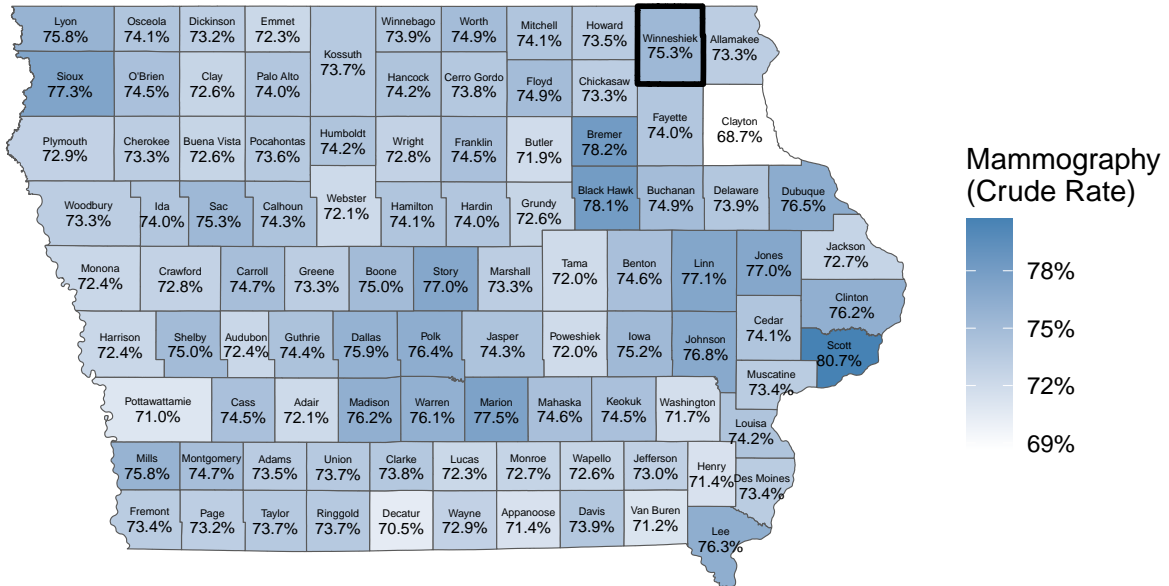 Lyon
75.8%
Osceola
74.1%
Dickinson
73.2%
Emmet
72.3%
Kossuth
73.7%
Winnebago
73.9%
Worth
74.9%
Mitchell
74.1%
Howard
73.5%
Winneshiek
75.3%
Allamakee
73.3%
Sioux
77.3%
O'Brien
74.5%
Clay
72.6%
Palo Alto
74.0%
Hancock
74.2%
Cerro Gordo
73.8%
Floyd
74.9%
Chickasaw
73.3%
Fayette
74.0%
Clayton
68.7%
Plymouth
72.9%
Cherokee
73.3%
Buena Vista
72.6%
Pocahontas
73.6%
Humboldt
74.2%
Wright
72.8%
Franklin
74.5%
Butler
71.9%
Bremer
78.2%
Woodbury
73.3%
Ida
74.0%
Sac
75.3%
Calhoun
74.3%
Webster
72.1%
Hamilton
74.1%
Hardin
74.0%
Grundy
72.6%
Black Hawk
78.1%
Buchanan
74.9%
Delaware
73.9%
Dubuque
76.5%
Monona
72.4%
Crawford
72.8%
Carroll
74.7%
Greene
73.3%
Boone
75.0%
Story
77.0%
Marshall
73.3%
Tama
72.0%
Benton
74.6%
Linn
77.1%
Jones
77.0%
Jackson
72.7%
Clinton
76.2%
Harrison
72.4%
Shelby
75.0%
Audubon
72.4%
Guthrie
74.4%
Dallas
75.9%
Polk
76.4%
Jasper
74.3%
Poweshiek
72.0%
Iowa
75.2%
Johnson
76.8%
Cedar
74.1%
Scott
80.7%
Muscatine
73.4%
Pottawattamie
71.0%
Cass
74.5%
Adair
72.1%
Madison
76.2%
Warren
76.1%
Marion
77.5%
Mahaska
74.6%
Keokuk
74.5%
Washington
71.7%
Louisa
74.2%
Mills
75.8%
Montgomery
74.7%
Adams
73.5%
Union
73.7%
Clarke
73.8%
Lucas
72.3%
Monroe
72.7%
Wapello
72.6%
Jefferson
73.0%
Henry
71.4%
Des Moines
73.4%
Fremont
73.4%
Page
73.2%
Taylor
73.7%
Ringgold
73.7%
Decatur
70.5%
Wayne
72.9%
Appanoose
71.4%
Davis
73.9%
Van Buren
71.2%
Lee
76.3%
Mammography
(Crude Rate)
78%
75%
72%
69%